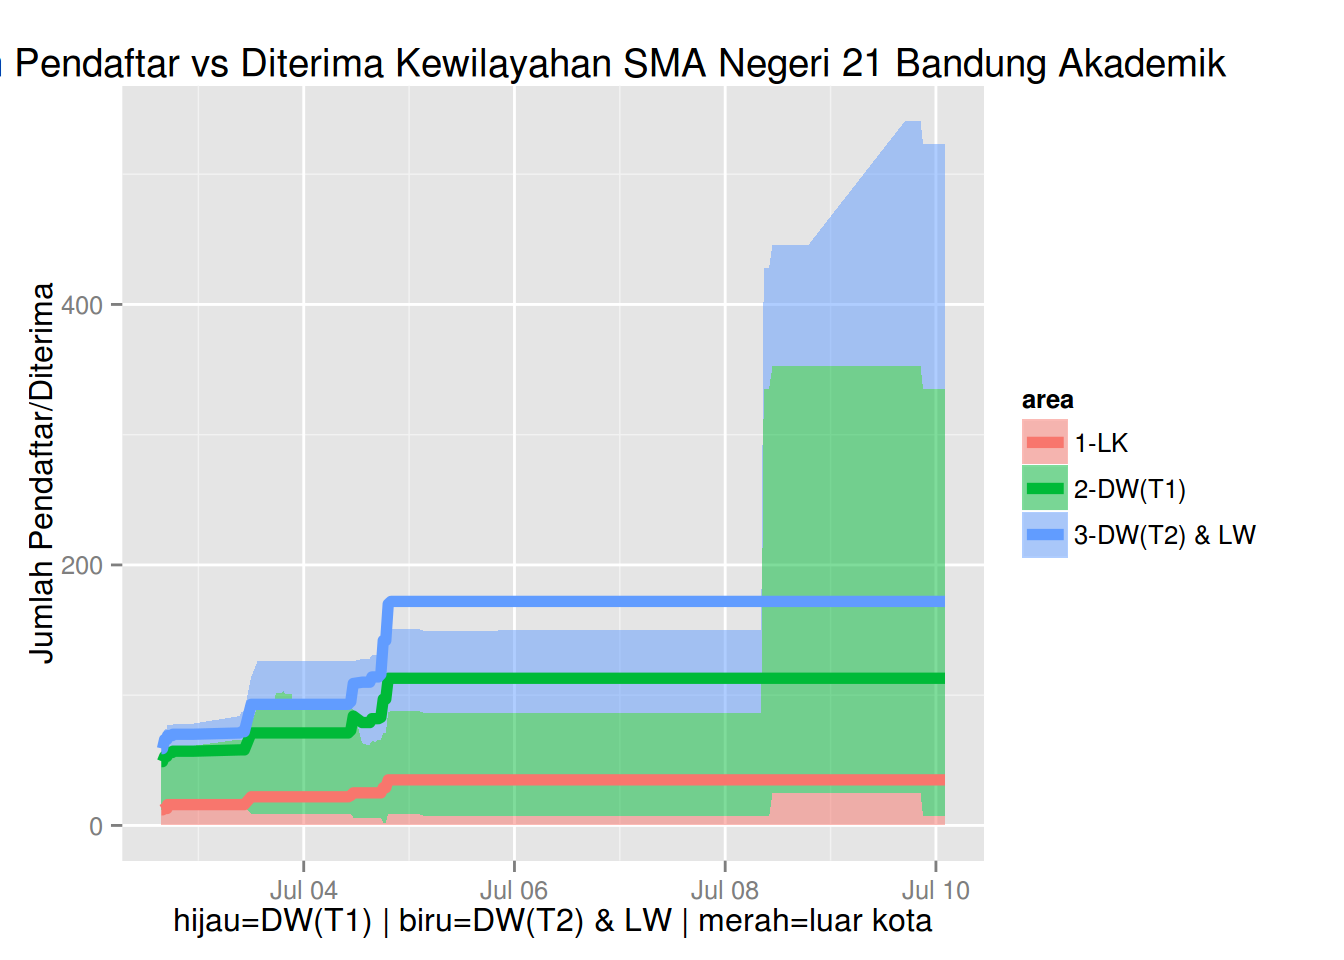 Pendaftar vs Diterima Kewilayahan SMA Negeri 21 Bandung Akademik
Jumlah Pendaftar/Diterima
400
200
0
Jul 04
Jul 06
Jul 08
Jul 10
hijau=DW(T1) | biru=DW(T2) & LW | merah=luar kota
area
1-LK
2-DW(T1)
3-DW(T2) & LW